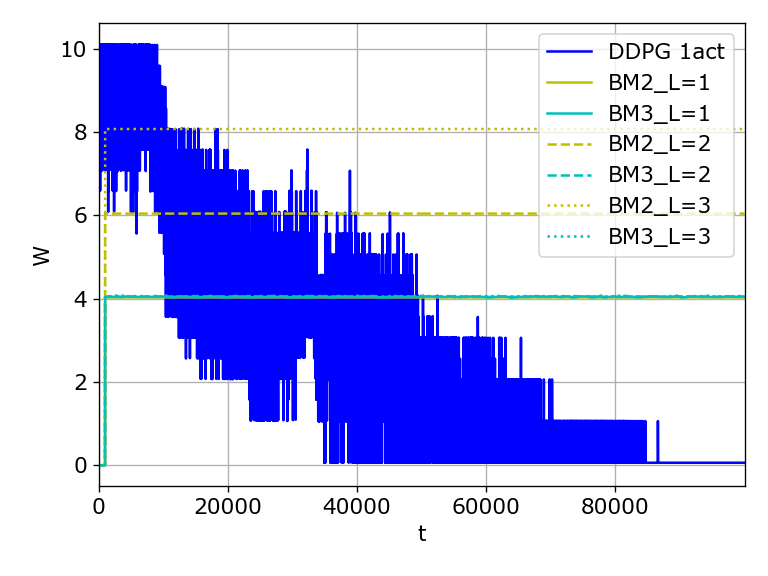 10
8
6
4
2
0
W
0 20000 40000 60000 80000
t
DDPG 1act
BM2_L=1
BM3_L=1
BM2_L=2
BM3_L=2
BM2_L=3
BM3_L=3